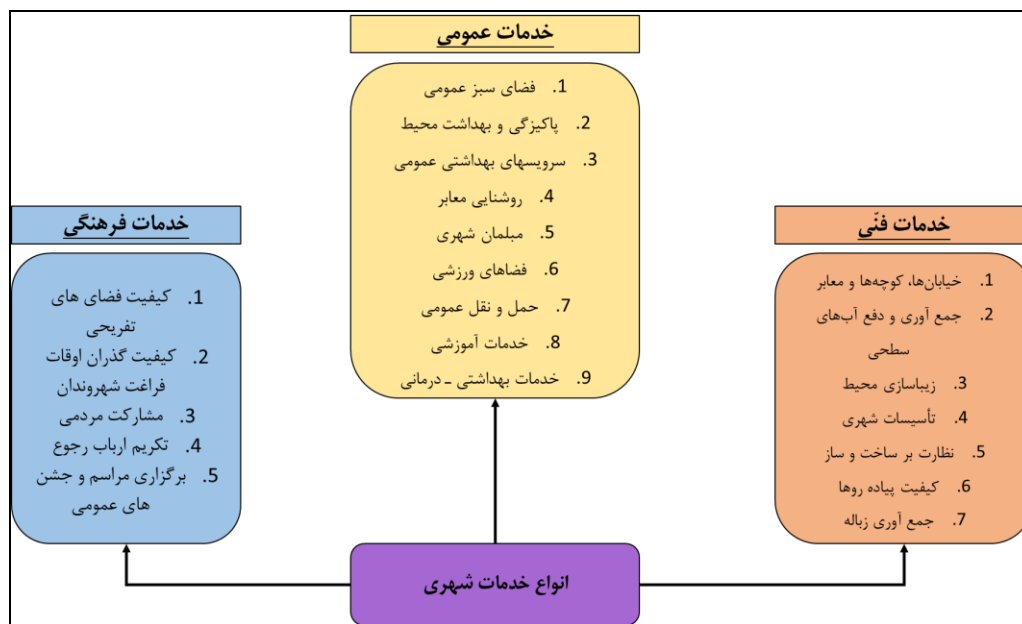 خدمات عمومی
1. فضای سبز عمومی
2. پاکیزگی و بهداشت محیط
3. سرویسهای بهداشتی عمومی
4. روشنایی معابر
5. مبلمان شهری
6. فضاهای ورزشی
7. حمل و نقل عمومی
8. خدمات آموزشی
9. خدمات بهداشتی ـ درمانی
خدمات فنّی
1. خیابان‌ها، کوچه‌ها و معابر
2. جمع آوری و دفع آب‌های
سطحی
3. زیباسازی محیط
4. تأسیسات شهری
5. نظارت بر ساخت و ساز
6. کیفیت پیاده روها
7. جمع آوری زباله
خدمات فرهنگی
1. کیفیت فضای های
تفریحی
2. کیفیت گذران اوقات
فراغت شهروندان
3. مشارکت مردمی
4. تکریم ارباب رجوع
5. برگزاری مراسم و جشن
های عمومی
انواع خدمات شهری